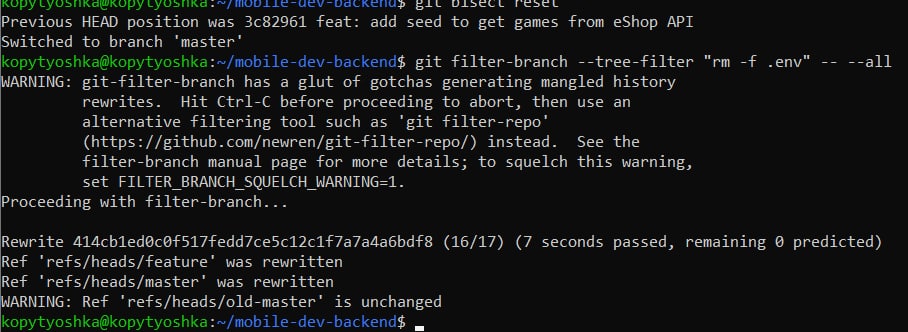 kopytyoshka@kopytyoshka:~/mobile-dev-backend$ git bisect reset
Previous HEAD position was 3c82961 feat: add seed to get games from eShop API
Switched to branch 'master'
kopytyoshka@kopytyoshka:~/mobile-dev-backend$ git filter-branch --tree-filter "rm -f .env" -- --all
WARNING: git-filter-branch has a glut of gotchas generating mangled history
         rewrites.  Hit Ctrl-C before proceeding to abort, then use an
         alternative filtering tool such as 'git filter-repo'
         (https://github.com/newren/git-filter-repo/) instead.  See the
         filter-branch manual page for more details; to squelch this warning,
         set FILTER_BRANCH_SQUELCH_WARNING=1.
Proceeding with filter-branch...
Rewrite 414cb1ed0c0f517fedd7ce5c12c1f7a7a4a6bdf8 (16/17) (7 seconds passed, remaining 0 predicted)
Ref 'refs/heads/feature' was rewritten
Ref 'refs/heads/master' was rewritten
WARNING: Ref 'refs/heads/old-master' is unchanged
kopytyoshka@kopytyoshka:~/mobile-dev-backend$